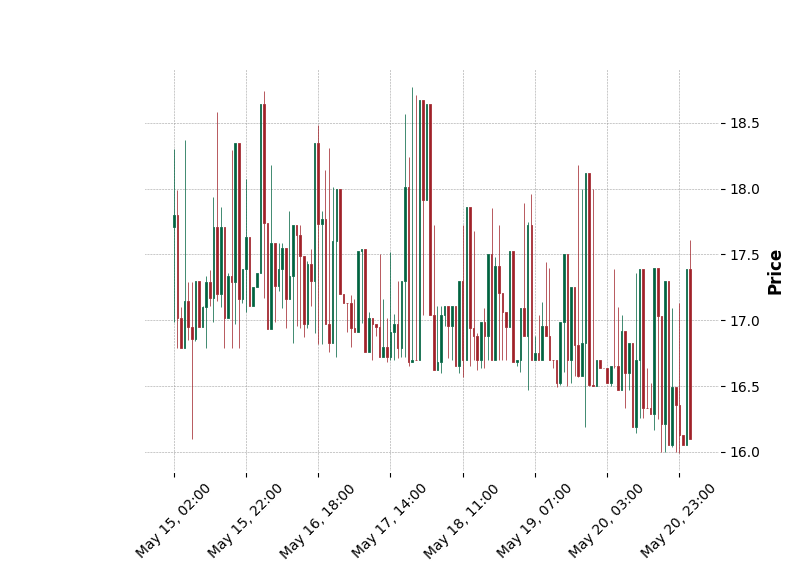 18.5
18.0
17.5
17.0
16.5
16.0
Price
May 15, 02:00
May 15, 22:00
May 16, 18:00
May 17, 14:00
May 18, 11:00
May 19, 07:00
May 20, 03:00
May 20, 23:00